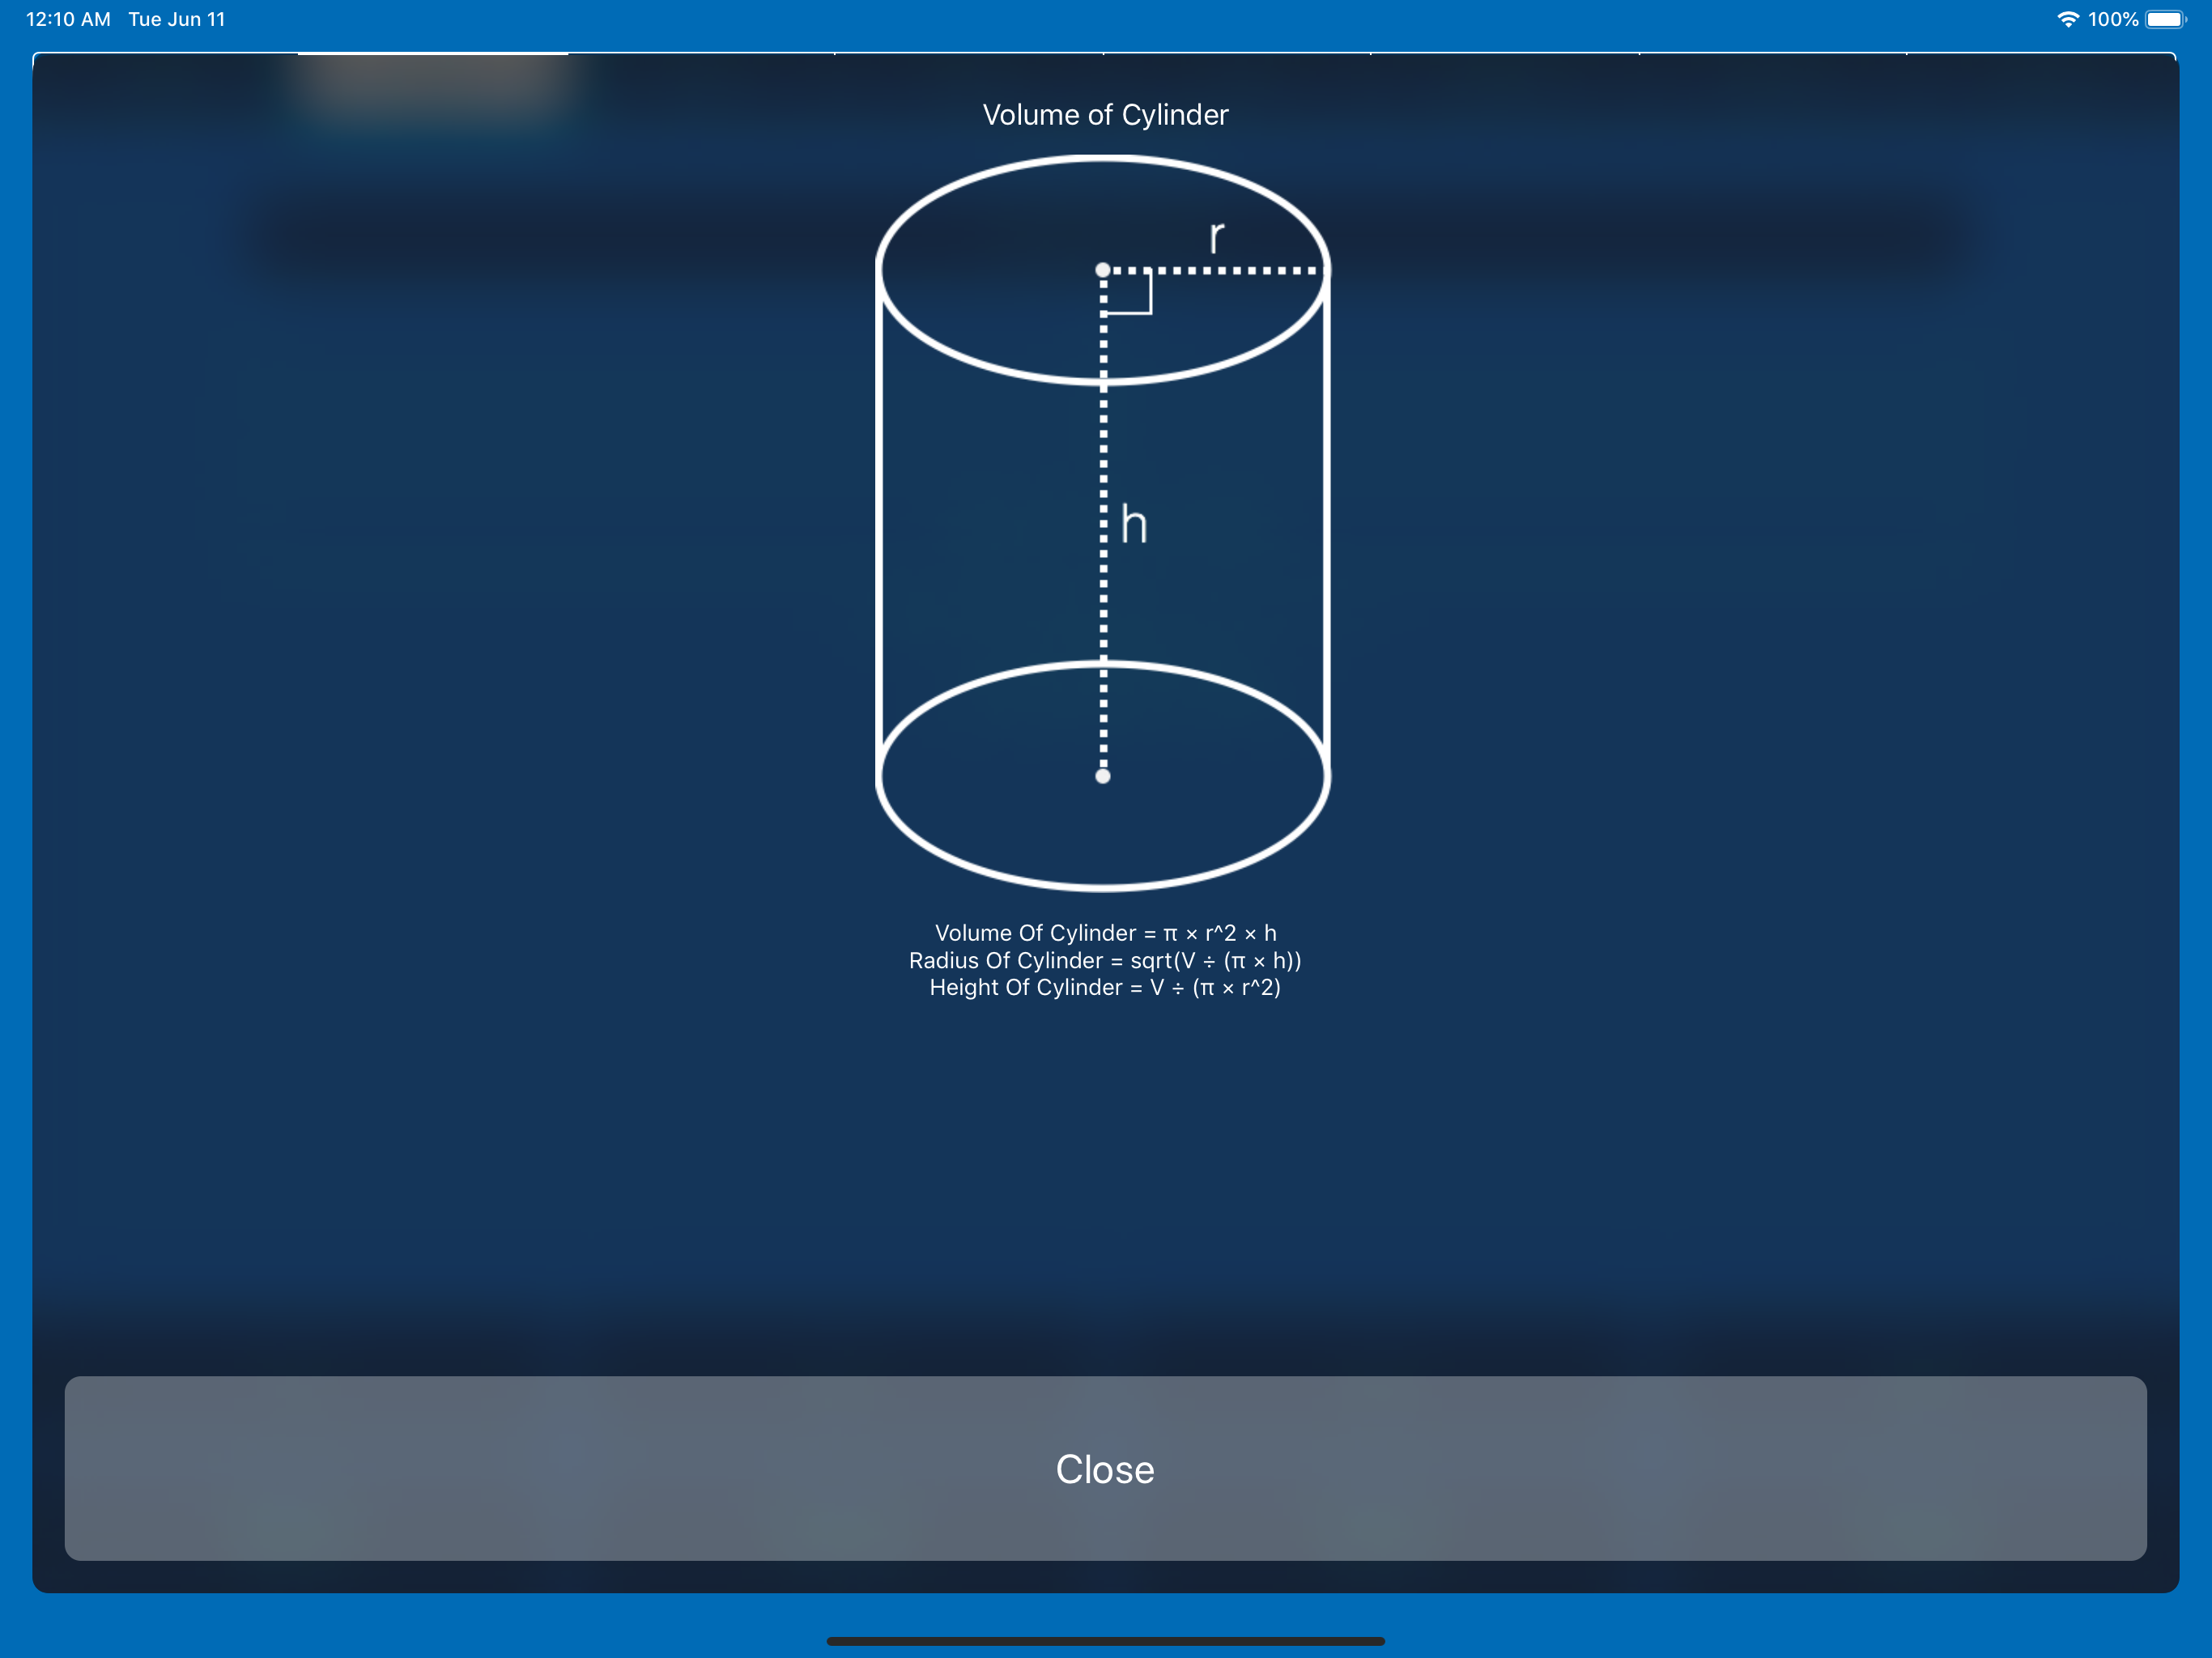 12:10 AM Tue Jun 11
100%
Volume of Cylinder
r
h
Volume Of Cylinder = π × r^2 × h
Radius Of Cylinder = sqrt(V ÷ (π × h))
Height Of Cylinder = V ÷ (π × r^2)
Close